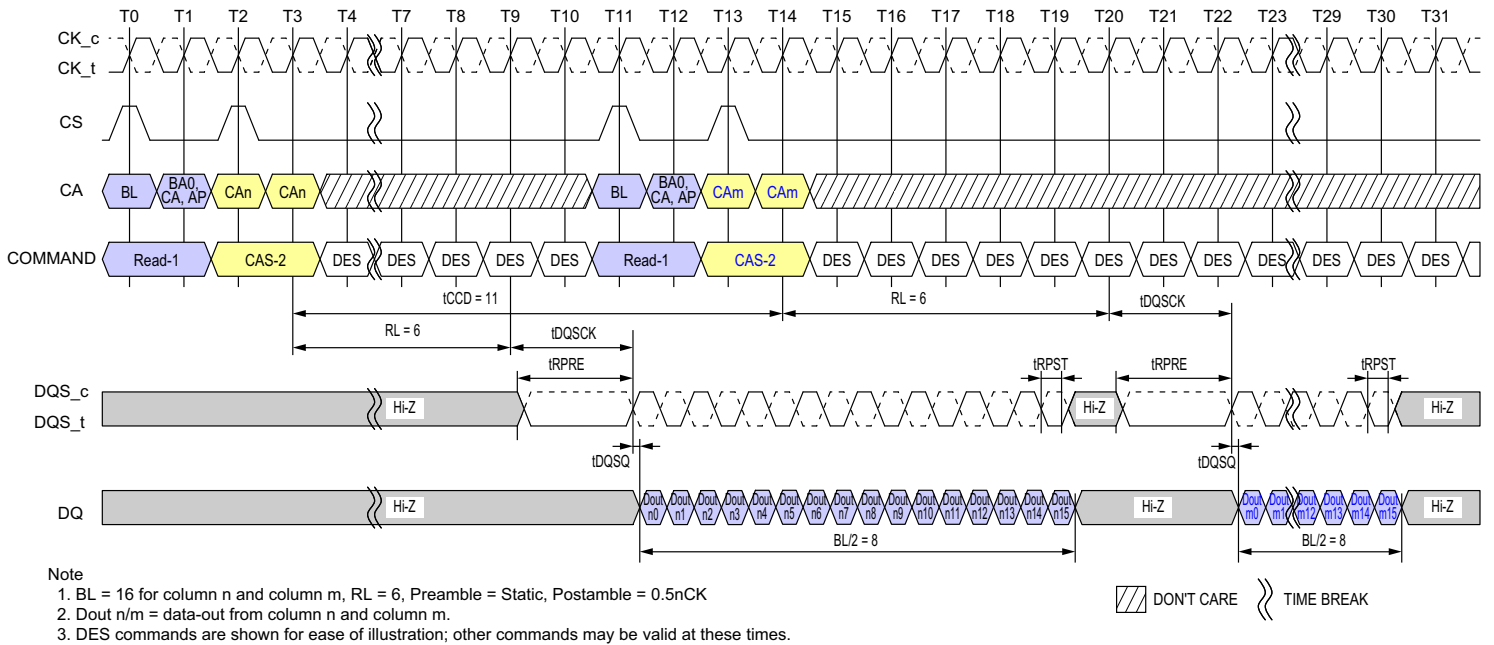 T0 T1 T2 T3 T4 T7 T8 T9 T10 T11 T12 T13 T14 T15 T16 T17 T18 T19 T20 T21 T22 T23 T29 T30 T31
CK_c
CK_t
CS
CA BL BA0, CA, AP CAn CAn BL BA0, CA, AP CAm CAm
COMMAND Read-1 CAS-2 DES DES DES DES DES Read-1 CAS-2 DES DES DES DES DES DES DES DES DES DES DES DES
tCCD = 11 RL = 6 tDQSCK
RL = 6 tDQSCK
tRPRE tRPST tRPRE tRPST
DQS_c
DQS_t
Hi-Z Hi-Z Hi-Z
tDQSQ tDQSQ
DQ Hi-Z Dout n0 Dout n1 Dout n2 Dout n3 Dout n4 Dout n5 Dout n6 Dout n7 Dout n8 Dout n9 Dout n10 Dout n11 Dout n12 Dout n13 Dout n14 Dout n15 Hi-Z Dout m0 Dout m1 Dout m12 Dout m13 Dout m14 Dout m15 Hi-Z
BL/2 = 8 BL/2 = 8
Note
1. BL = 16 for column n and column m, RL = 6, Preamble = Static, Postamble = 0.5nCK
2. Dout n/m = data-out from column n and column m.
3. DES commands are shown for ease of illustration; other commands may be valid at these times.
DON'T CARE TIME BREAK